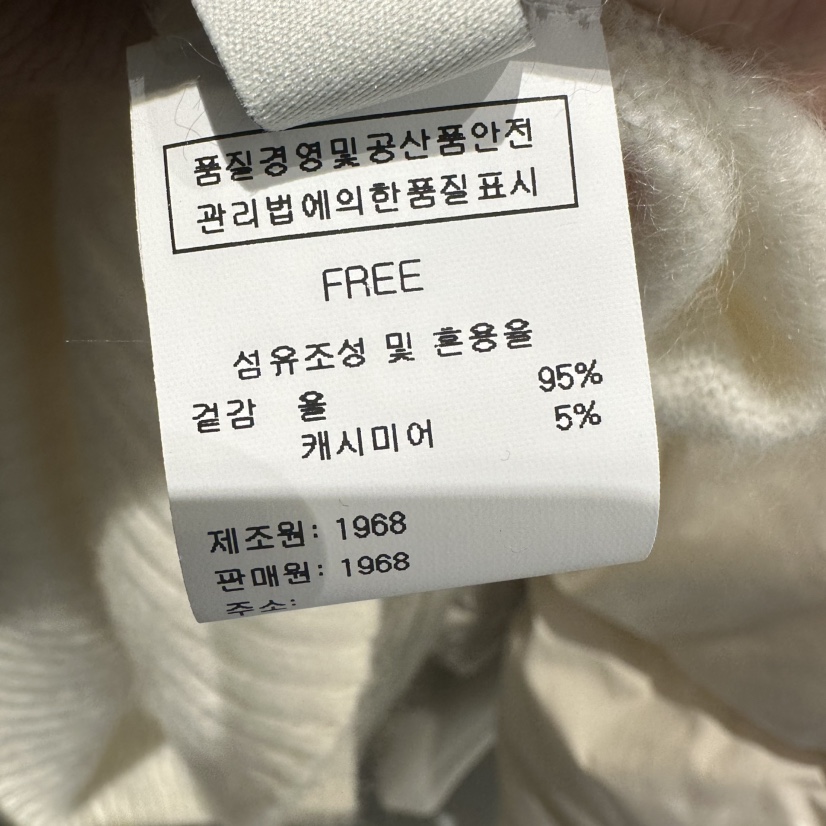 품질경영및공산품안전
관리법에의한품질표시
FREE
섬유조성 및 혼용율
겉감 울 95%
캐시미어 5%
제조원: 1968
판매원: 1968
주소: